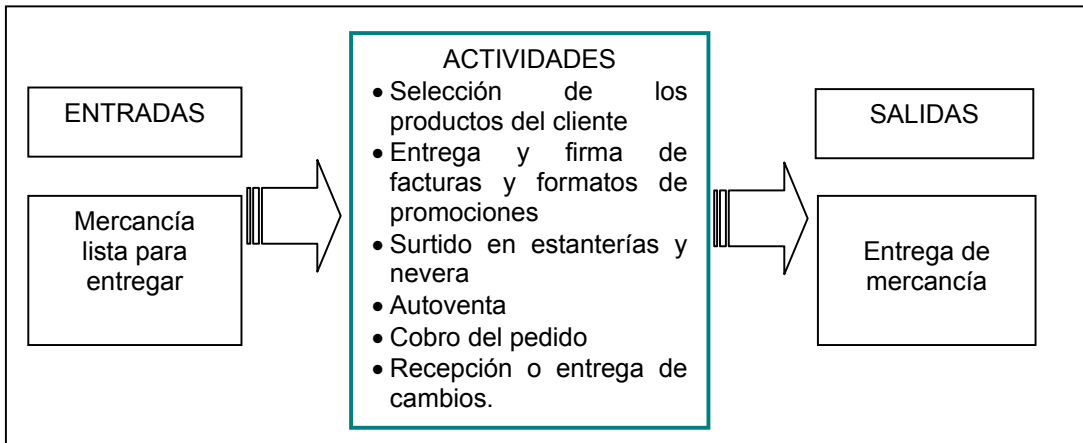 ENTRADAS
Mercancía
lista para
entregar
ACTIVIDADES
• Selección de los
productos del cliente
• Entrega y firma de
facturas y formatos de
promociones
• Surtido en estanterías y
nevera
• Autoventa
• Cobro del pedido
• Recepción o entrega de
cambios.
SALIDAS
Entrega de
mercancía